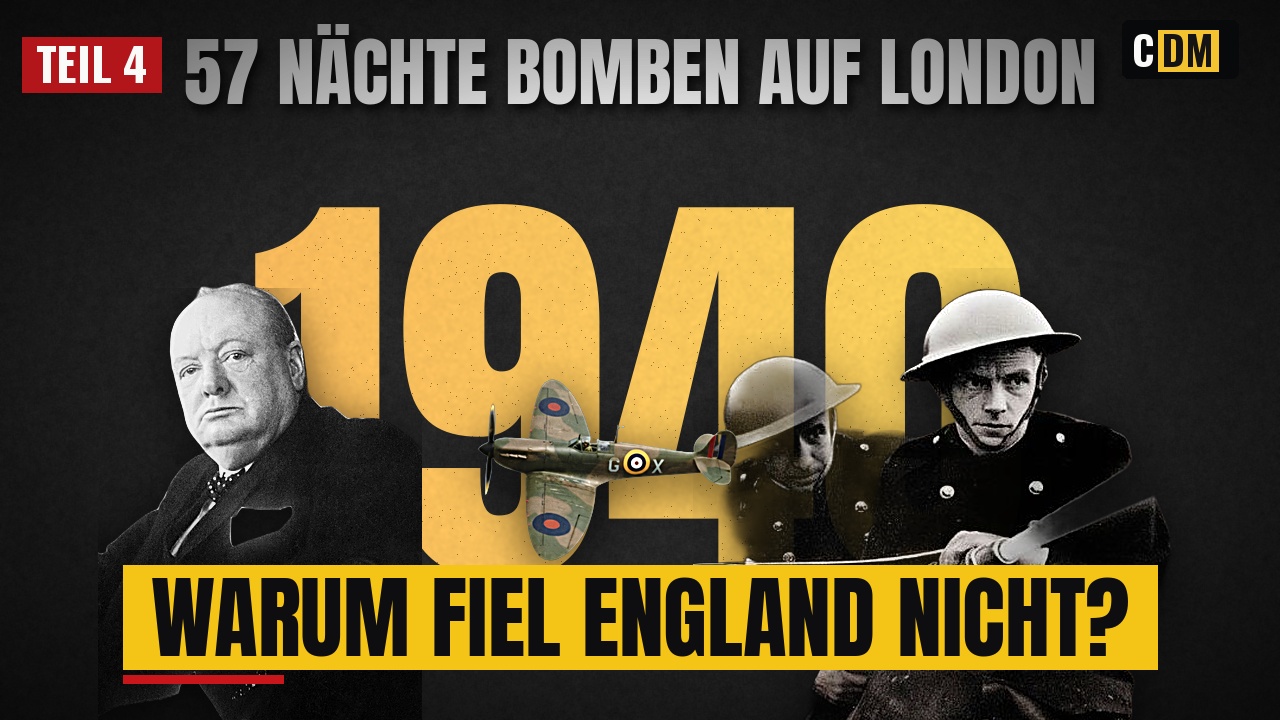 TEIL 4
57 NÄCHTE BOMBEN AUF LONDON
CDM
1940
G X
WARUM FIEL ENGLAND NICHT?